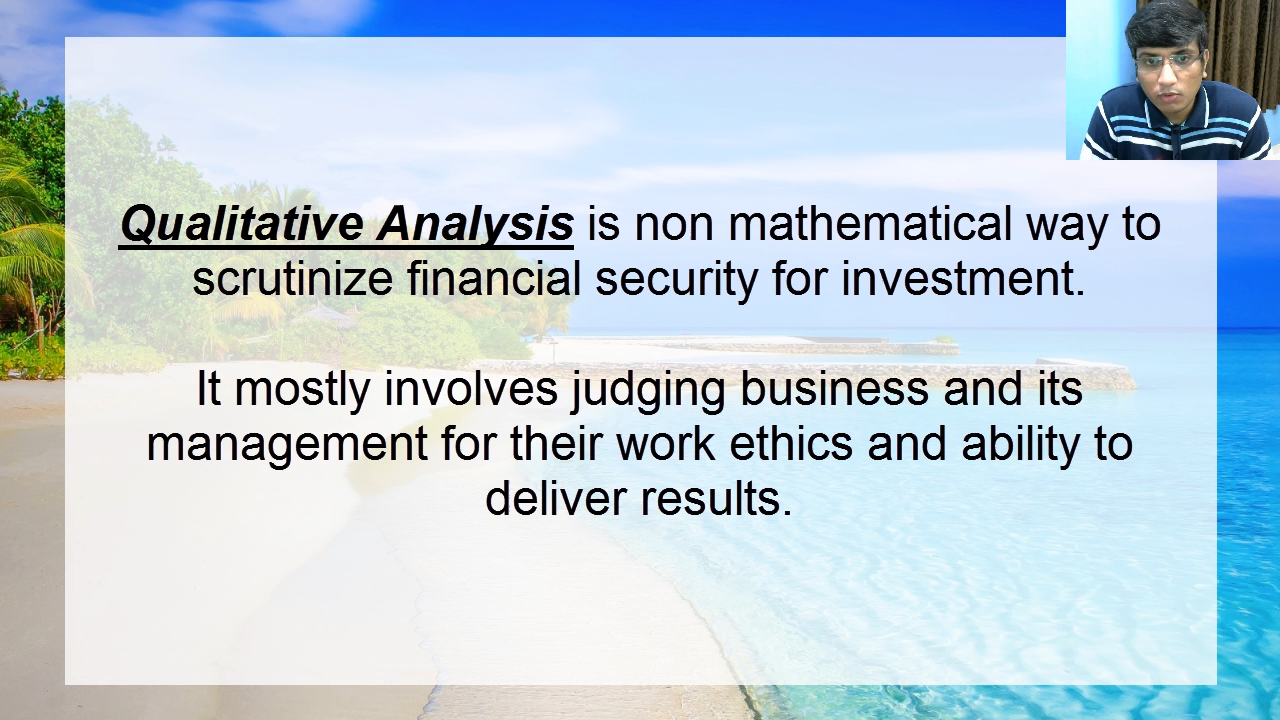 Qualitative Analysis is non mathematical way to
scrutinize financial security for investment.
It mostly involves judging business and its
management for their work ethics and ability to
deliver results.